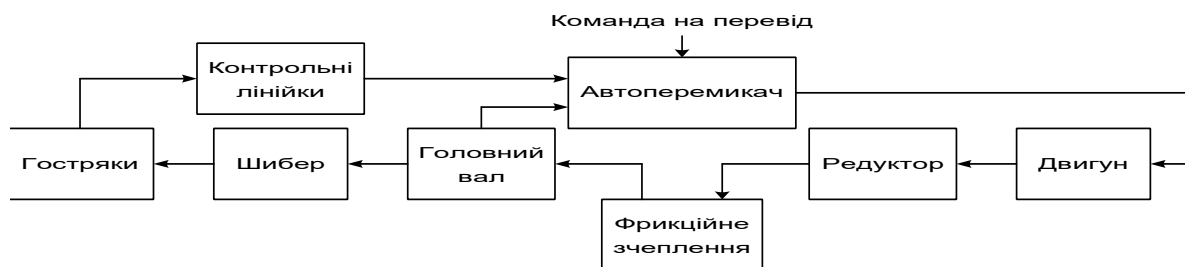 Команда на перевід
Контрольні
лінійки
Автоперемикач
Гостряки
Шибер
Головний
вал
Редуктор
Двигун
Фрикційне
зчеплення